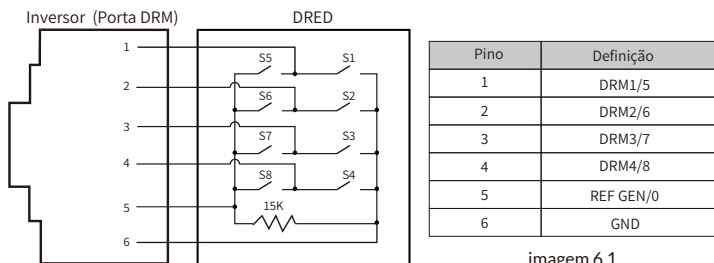 Inversor (Porta DRM)
DRED
1
2
3
4
5
6
S5
S1
S6
S2
S7
S3
S8
S4
15K
Pino Definição
1 DRM1/5
2 DRM2/6
3 DRM3/7
4 DRM4/8
5 REF GEN/0
6 GND
imagem 6.1